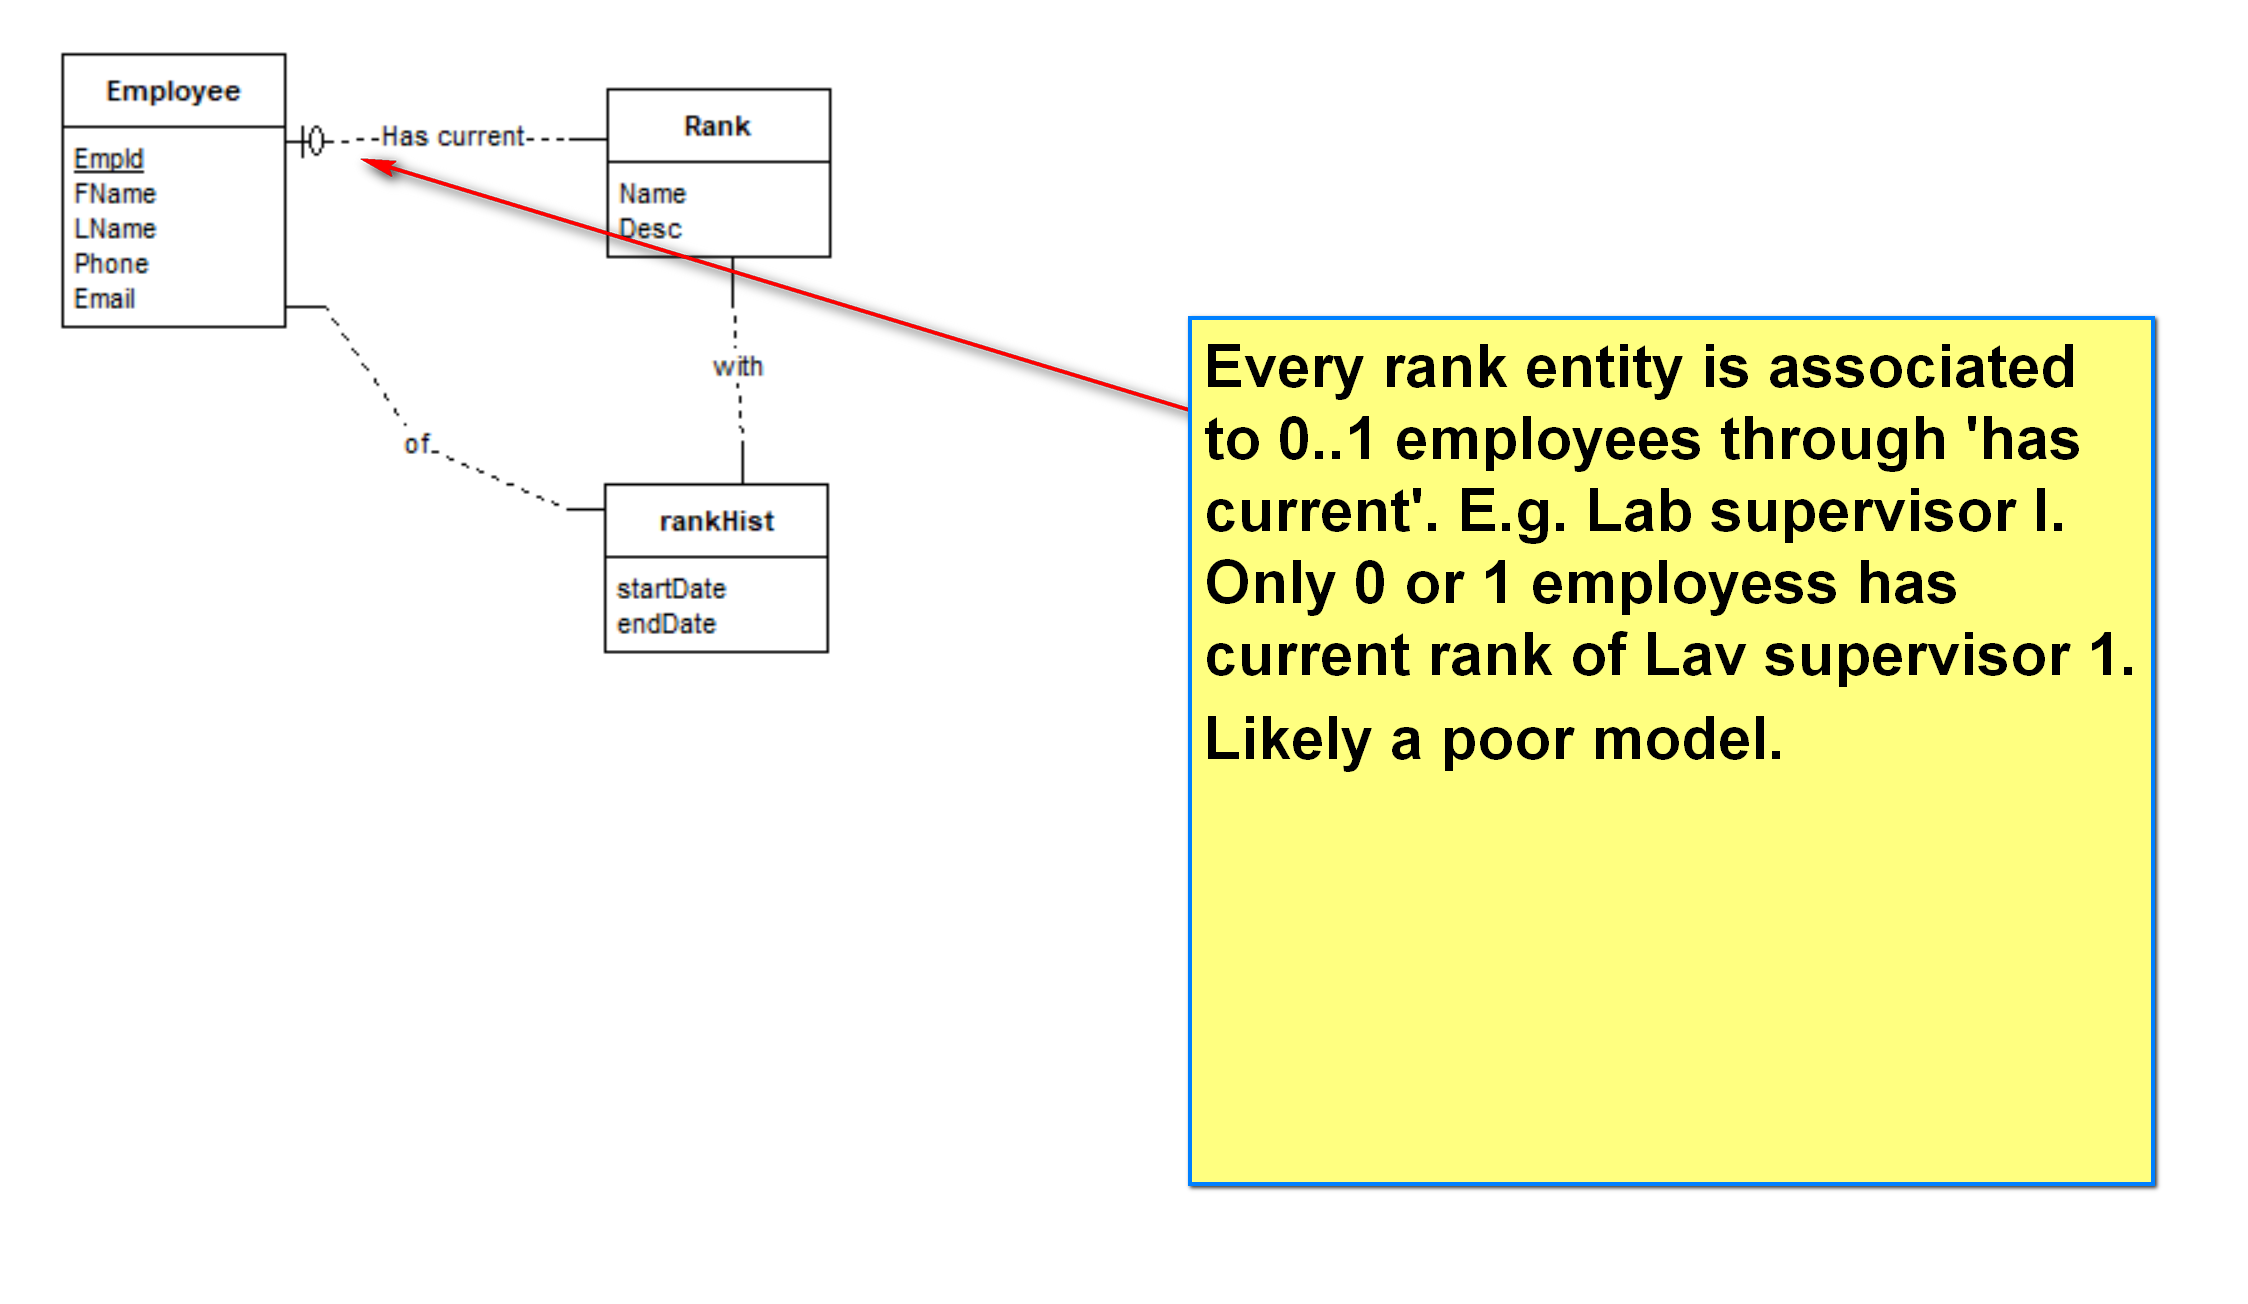 Employee
EmpId
FName
LName
Phone
Email
Has current
Rank
Name
Desc
with
of
rankHist
startDate
endDate
Every rank entity is associated
to 0..1 employees through 'has
current'. E.g. Lab supervisor I.
Only 0 or 1 employess has
current rank of Lav supervisor 1.
Likely a poor model.